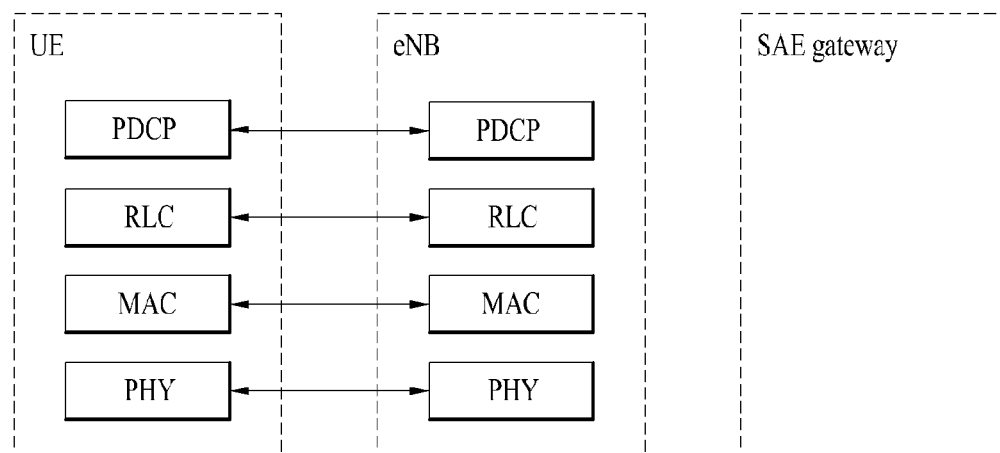 UE eNB SAE gateway
PDCP PDCP
RLC RLC
MAC MAC
PHY PHY